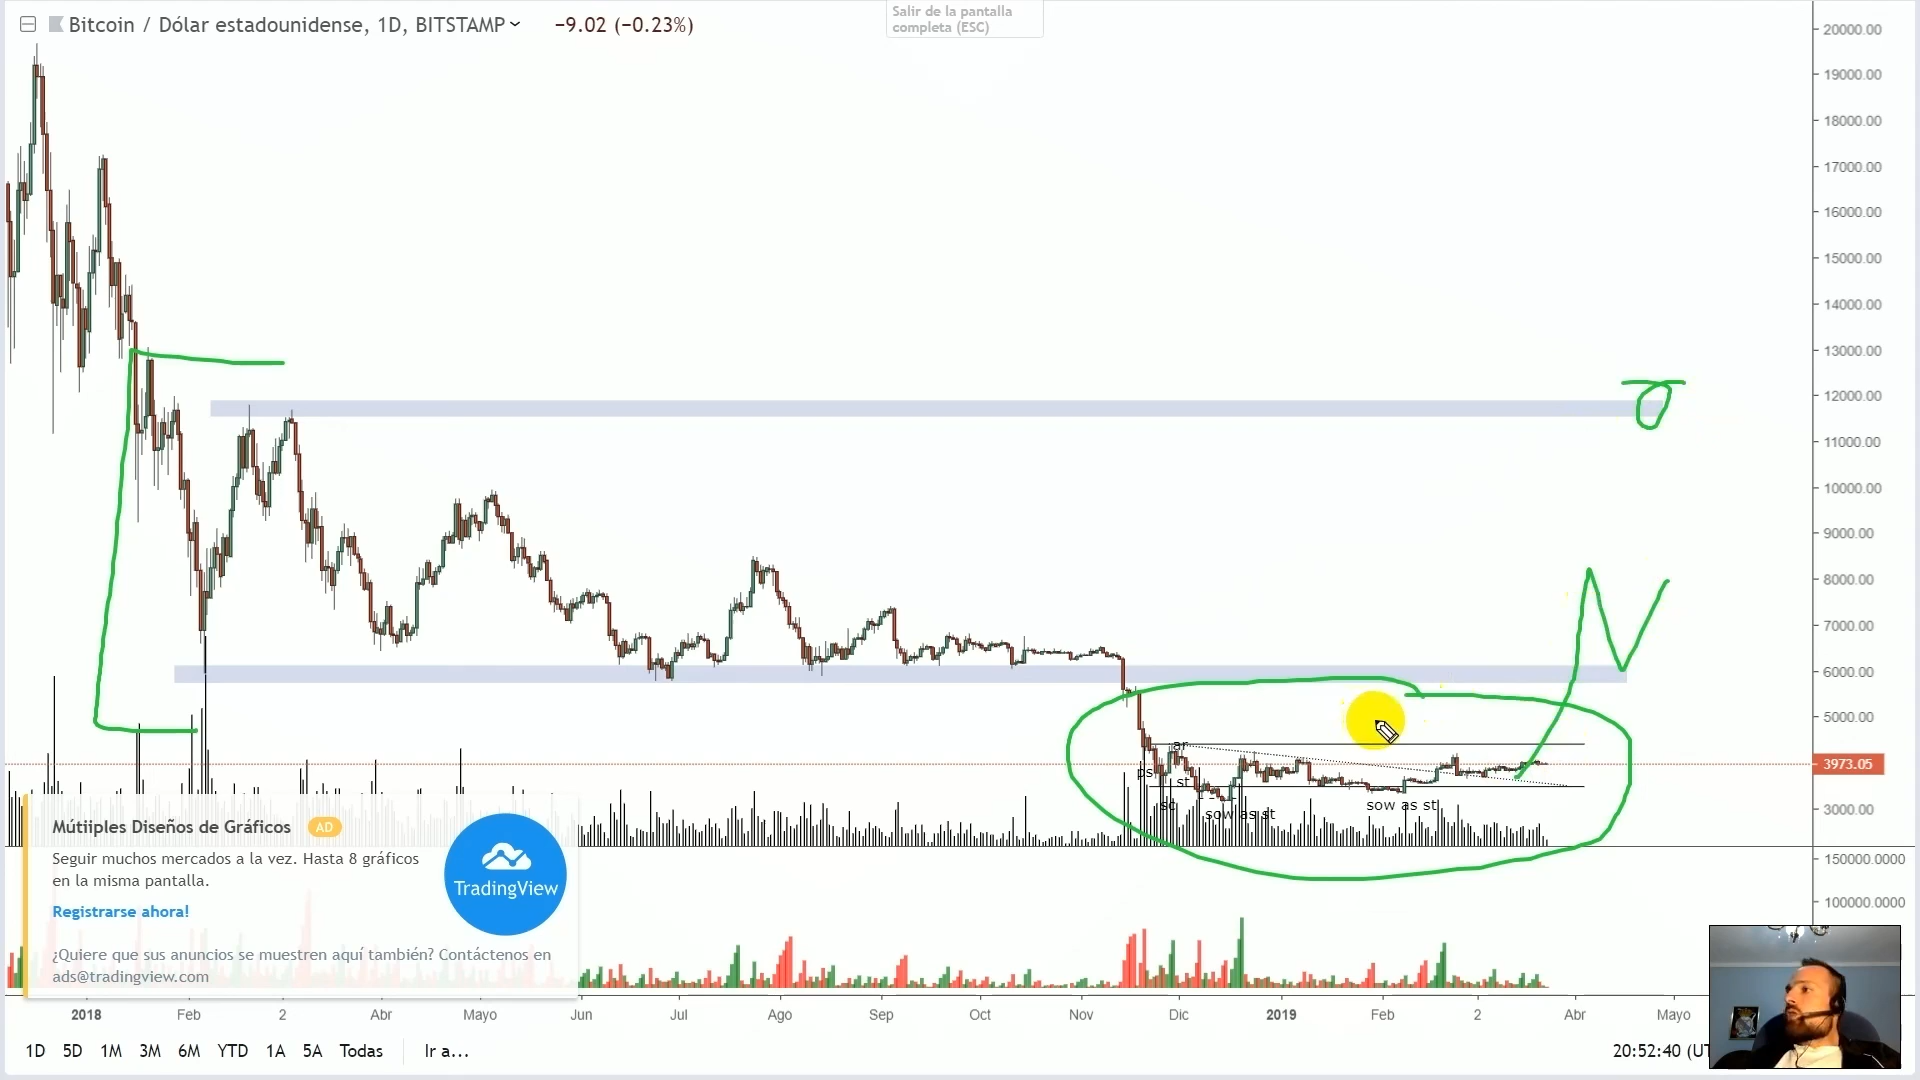 Bitcoin / Dólar estadounidense, 1D, BITSTAMP
−9.02 (−0.23%)
Salir de la pantalla
completa (ESC)
20000.00
19000.00
18000.00
17000.00
16000.00
15000.00
14000.00
13000.00
12000.00
11000.00
10000.00
9000.00
8000.00
7000.00
6000.00
5000.00
3973.05
3000.00
150000.0000
100000.0000
ar
ps
st
sc
sow as st
sow as st
Mútiiples Diseños de Gráficos AD
Seguir muchos mercados a la vez. Hasta 8 gráficos
en la misma pantalla.
Registrarse ahora!
¿Quiere que sus anuncios se muestren aquí también? Contáctenos en
ads@tradingview.com
TradingView
2018 Feb 2 Abr Mayo Jun Jul Ago Sep Oct Nov Dic 2019 Feb 2 Abr Mayo
1D 5D 1M 3M 6M YTD 1A 5A Todas Ir a...
20:52:40 (UT